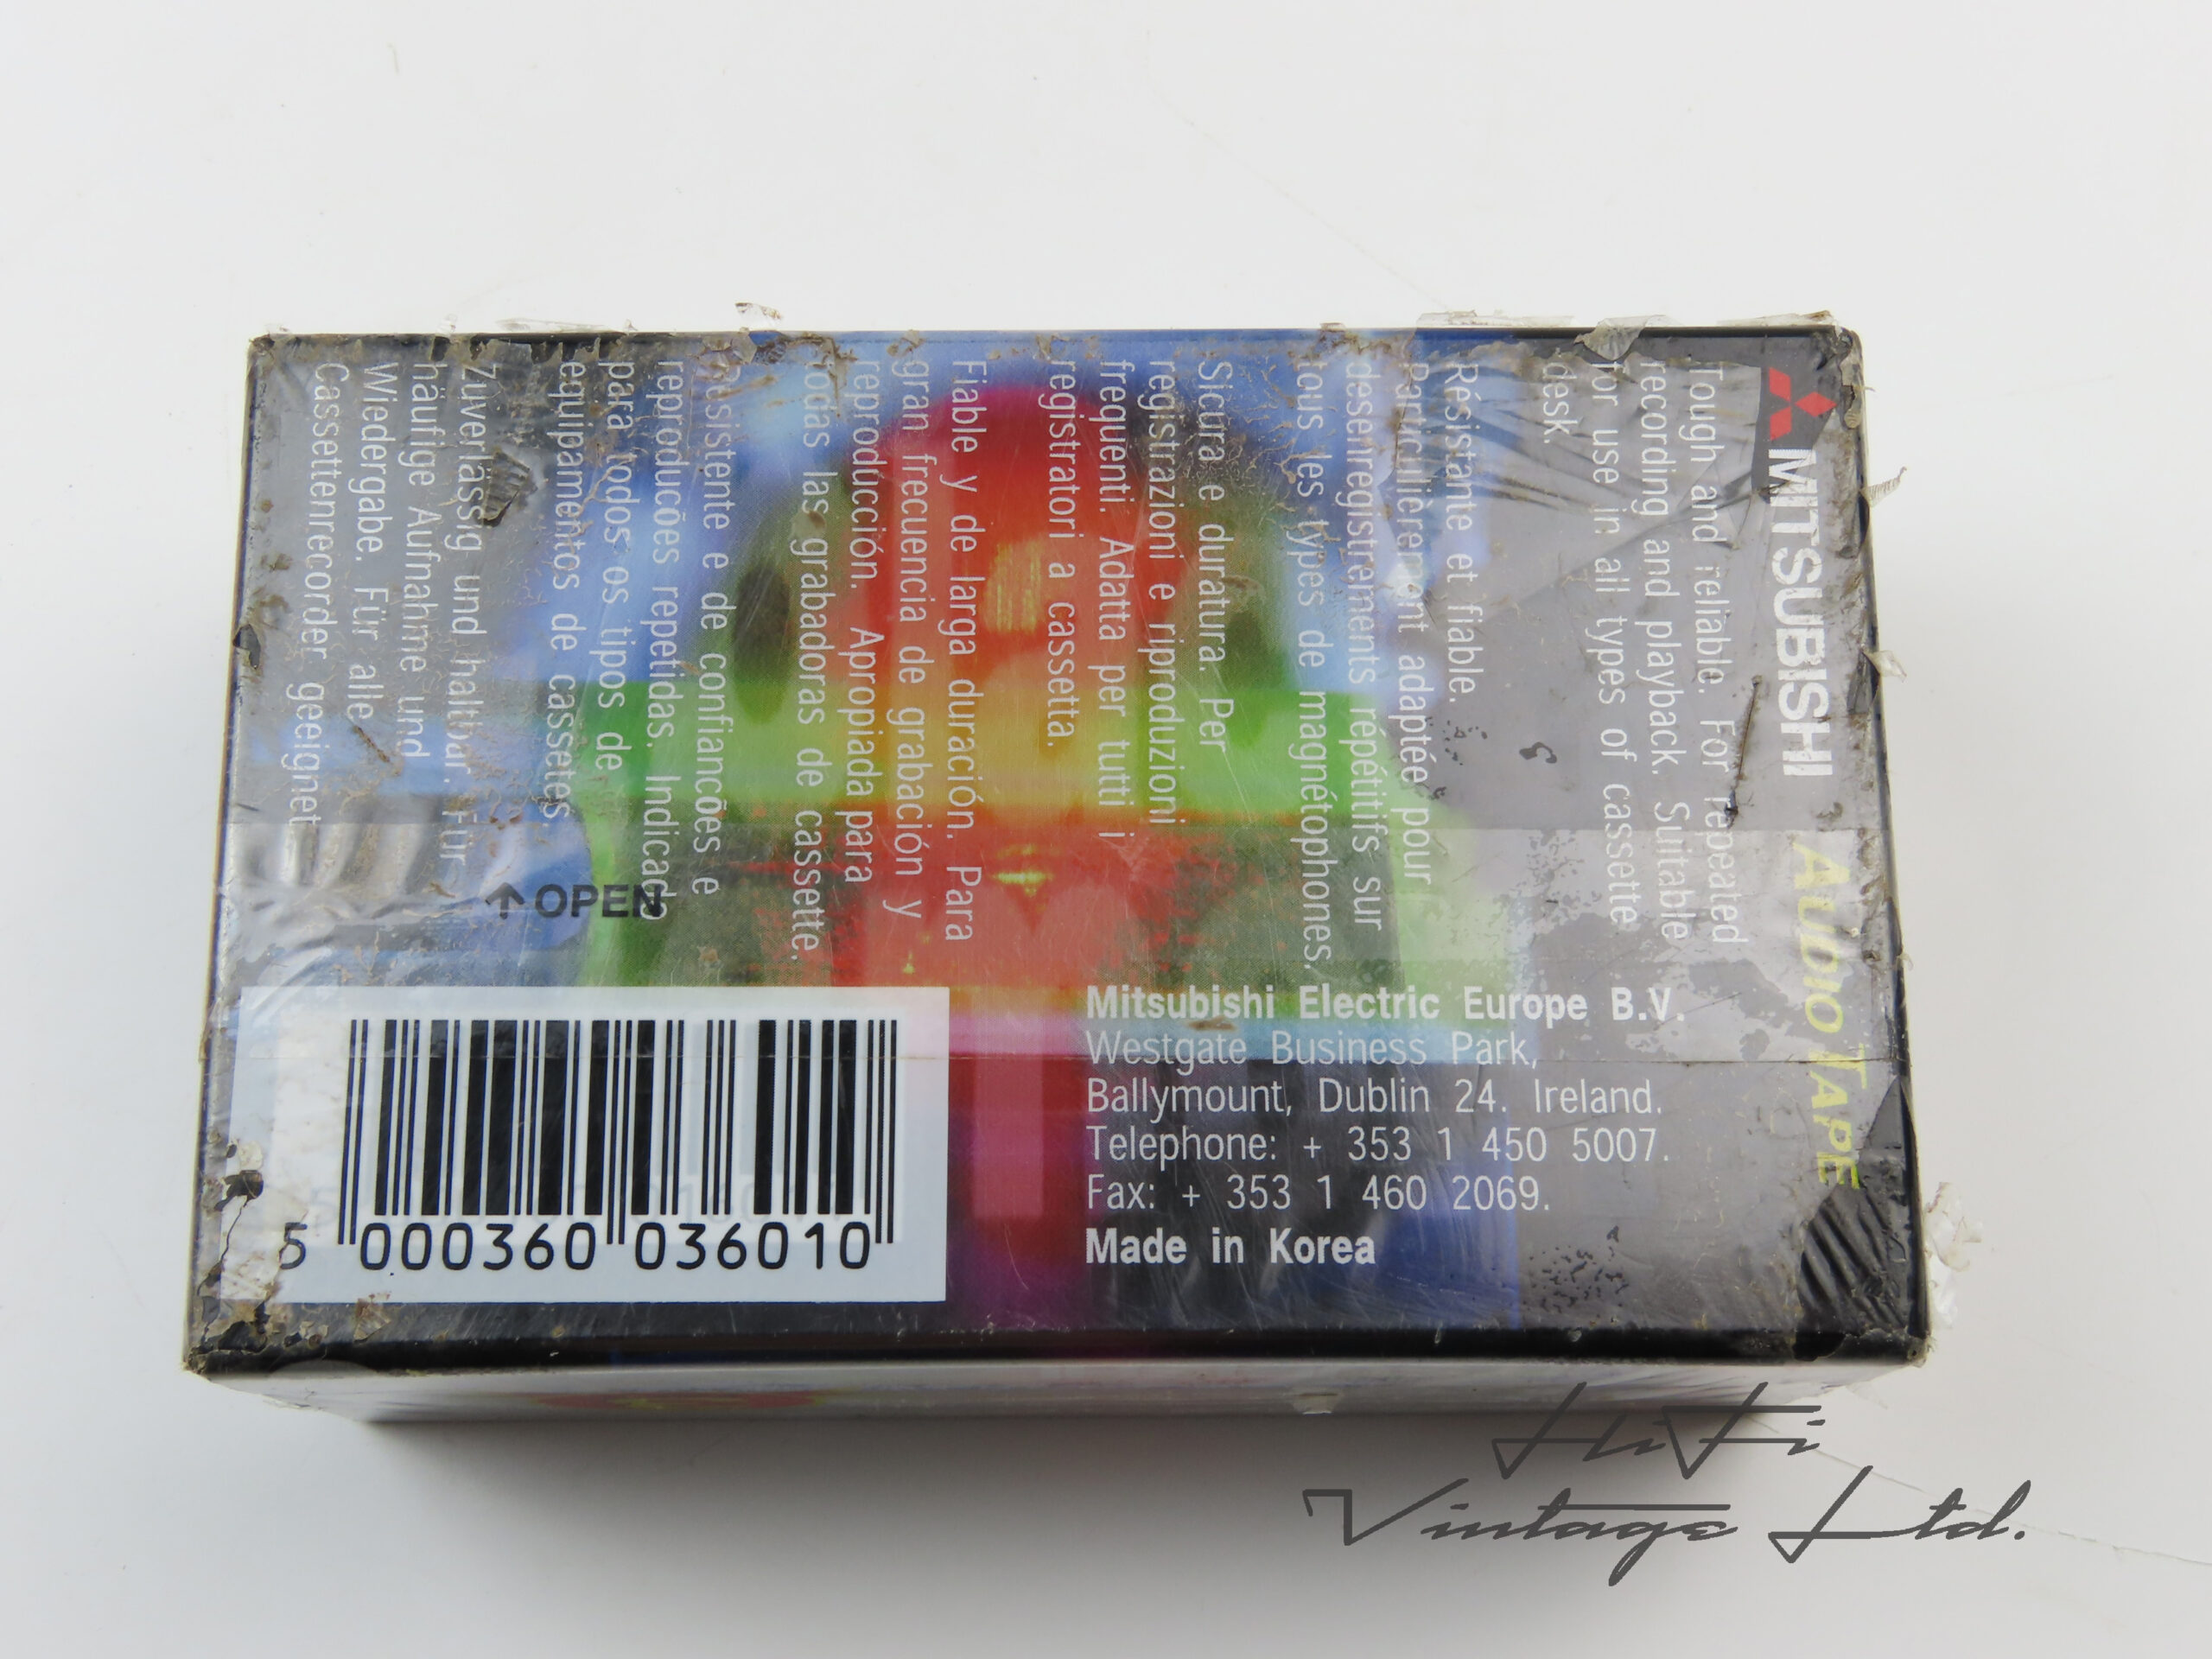 MITSUBISHI AUDIO TAPE
Tough and reliable. For repeated
recording and playback. Suitable
for use in all types of cassette
desk.
Résistante et fiable.
Particulièrement adaptée pour
desenregistrements répétitifs sur
tous les types de magnétophones.
Sicura e duratura. Per
registrazioni e riproduzioni
frequenti. Adatta per tutti i
registratori a cassetta.
Fiable y de larga duración. Para
gran frecuencia de grabación y
reproducción. Apropiada para
todas las grabadoras de cassette.
Resistente e de confiancões e
reproducões repetidas. Indicado
para todos os tipos de
equipamentos de cassetes
Zuverlässig und haltbar. Für
häufige Aufnahme und
Wiedergabe. Für alle
Cassettenrecorder geeignet
↑ OPEN
5 000360 036010
Mitsubishi Electric Europe B.V.
Westgate Business Park,
Ballymount, Dublin 24. Ireland.
Telephone: + 353 1 450 5007.
Fax: + 353 1 460 2069.
Made in Korea
HiFi
Vintage Ltd.